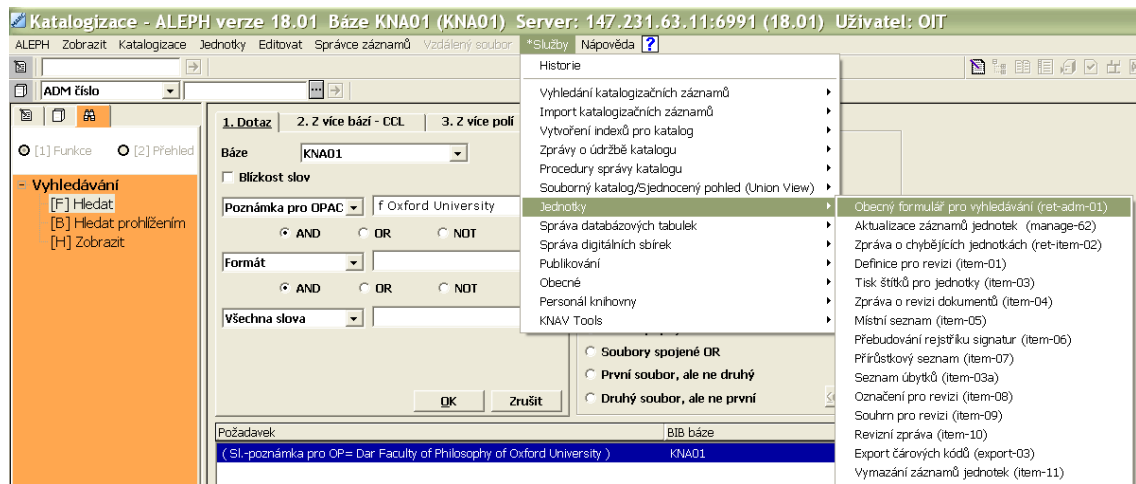 Katalogizace - ALEPH verze 18.01 Báze KNA01 (KNA01) Server: 147.231.63.11:6991 (18.01) Uživatel: OIT
ALEPH Zobrazit Katalogizace Jednotky Editovat Správce záznamů Vzdálený soubor *Služby Nápověda ?
Historie
ADM číslo
Vyhledání katalogizačních záznamů
Import katalogizačních záznamů
Vytvoření indexů pro katalog
Zprávy o údržbě katalogu
Procedury správy katalogu
Souborný katalog/Sjednocený pohled (Union View)
Jednotky
Správa databázových tabulek
Správa digitálních sbírek
Publikování
Obecné
Personál knihovny
KNAV Tools
Obecný formulář pro vyhledávání (ret-adm-01)
Aktualizace záznamů jednotek (manage-62)
Zpráva o chybějících jednotkách (ret-item-02)
Definice pro revizi (item-01)
Tisk štítků pro jednotky (item-03)
Zpráva o revizi dokumentů (item-04)
Místní seznam (item-05)
Přebudování rejstříku signatur (item-06)
Přírůstkový seznam (item-07)
Seznam úbytků (item-03a)
Označení pro revizi (item-08)
Souhrn pro revizi (item-09)
Revizní zpráva (item-10)
Export čárových kódů (export-03)
Vymazání záznamů jednotek (item-11)
[1] Funkce [2] Přehled
Vyhledávání
[F] Hledat
[B] Hledat prohlížením
[H] Zobrazit
1. Dotaz 2. Z více bází - CCL 3. Z více polí
Báze KNA01
Blízkost slov
Poznámka pro OPAC f Oxford University
AND OR NOT
Formát
AND OR NOT
Všechna slova
OK Zrušit
Soubory spojené OR
První soubor, ale ne druhý
Druhý soubor, ale ne první
Požadavek BIB báze
( Sl.-poznámka pro OP= Dar Faculty of Philosophy of Oxford University ) KNA01